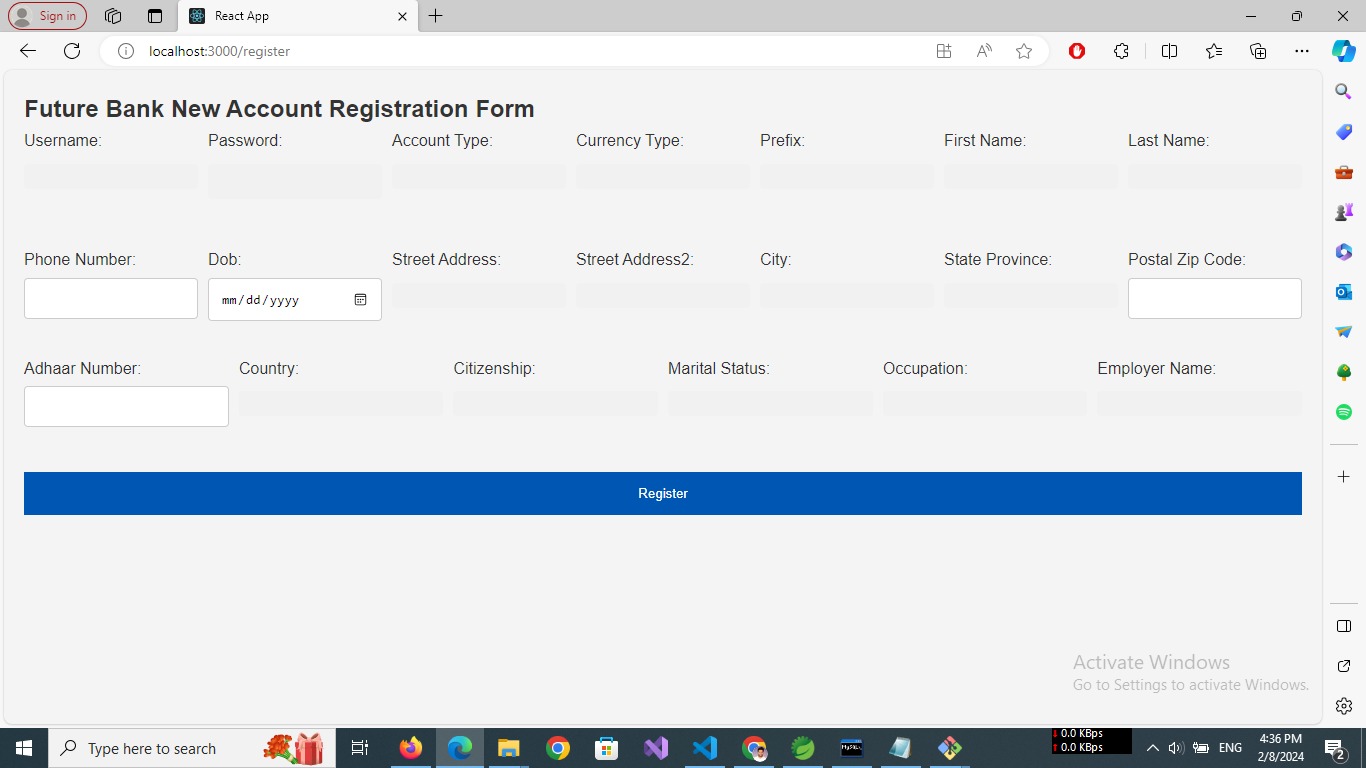 Sign in
React App
localhost:3000/register
Future Bank New Account Registration Form
Username: Password: Account Type: Currency Type: Prefix: First Name: Last Name:
Phone Number: Dob: Street Address: Street Address2: City: State Province: Postal Zip Code:
mm/dd/yyyy
Adhaar Number: Country: Citizenship: Marital Status: Occupation: Employer Name:
Register
Activate Windows
Go to Settings to activate Windows.
Type here to search
0.0 KBps
0.0 KBps
ENG
4:36 PM
2/8/2024
2